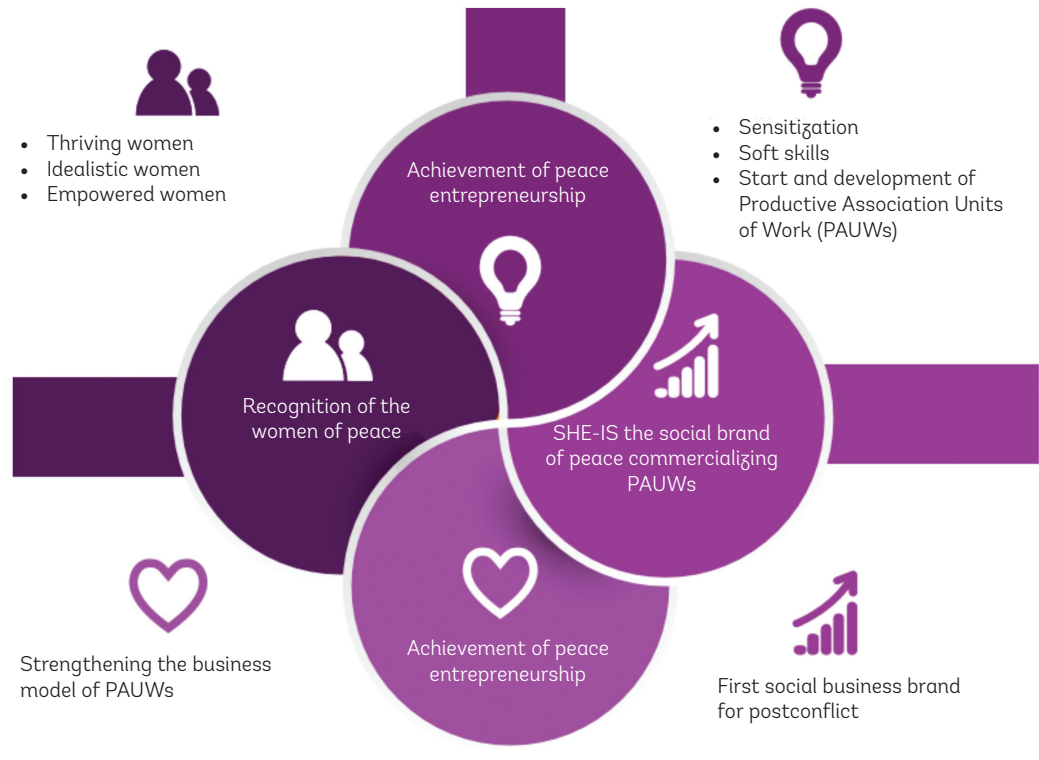 • Thriving women
• Idealistic women
• Empowered women
• Sensitization
• Soft skills
• Start and development of
Productive Association Units
of Work (PAUWs)
Achievement of peace
entrepreneurship
Recognition of the
women of peace
SHE-IS the social brand
of peace commercializing
PAUWs
Achievement of peace
entrepreneurship
Strengthening the business
model of PAUWs
First social business brand
for postconflict